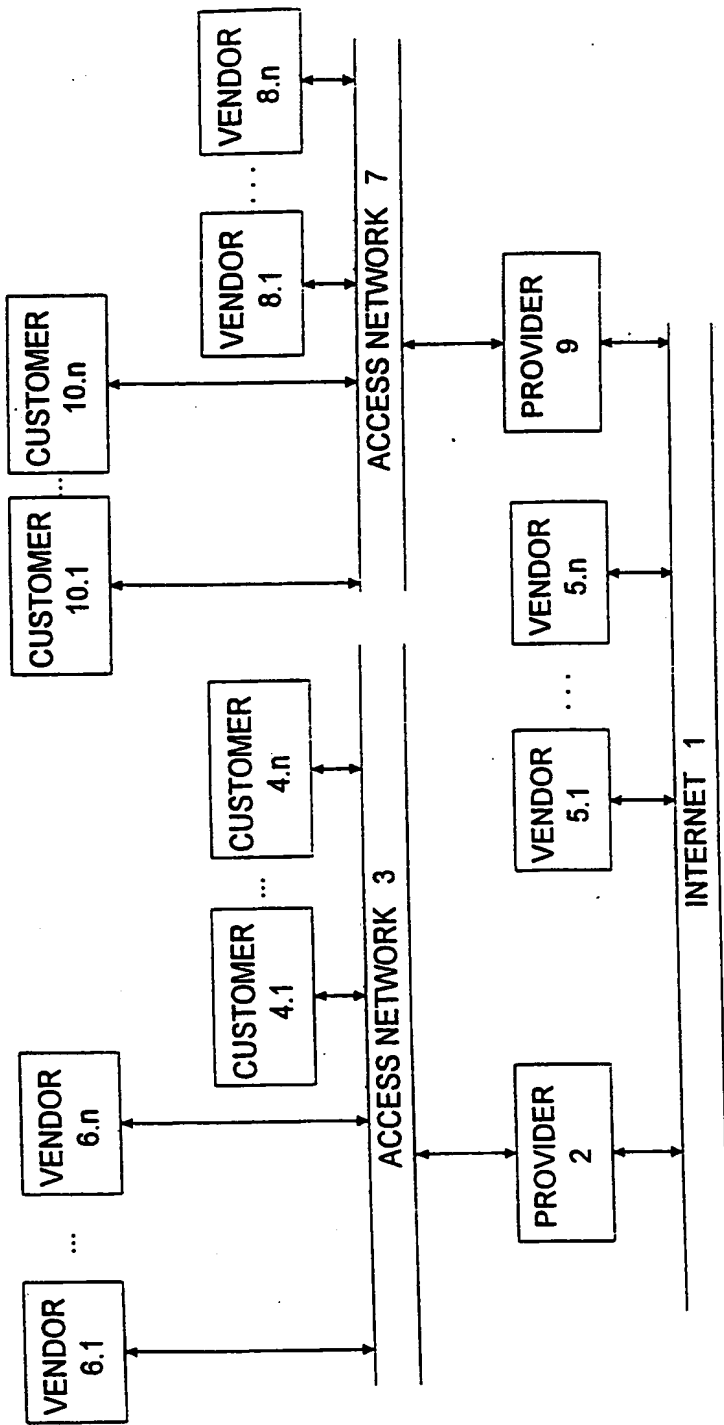 VENDOR
6.1
...
VENDOR
6.n
CUSTOMER
10.1
...
CUSTOMER
10.n
CUSTOMER
4.1
...
CUSTOMER
4.n
VENDOR
8.1
....
VENDOR
8.n
ACCESS NETWORK 3
ACCESS NETWORK 7
PROVIDER
2
VENDOR
5.1
...
VENDOR
5.n
PROVIDER
9
INTERNET 1